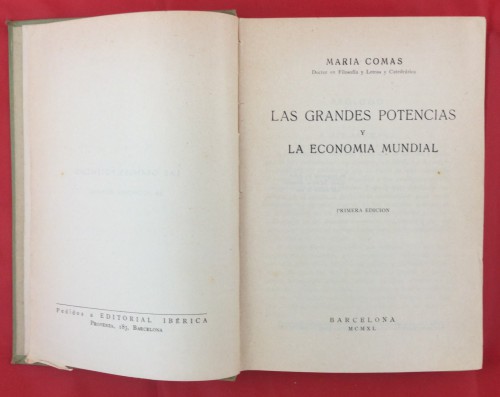 Pedidos a EDITORIAL IBERICA
PROVENZA, 185, BARCELONA
MARIA COMAS
Doctor en Filosofía y Letras y Catedrático
LAS GRANDES POTENCIAS
Y
LA ECONOMIA MUNDIAL
PRIMERA EDICION
BARCELONA
MCMXL